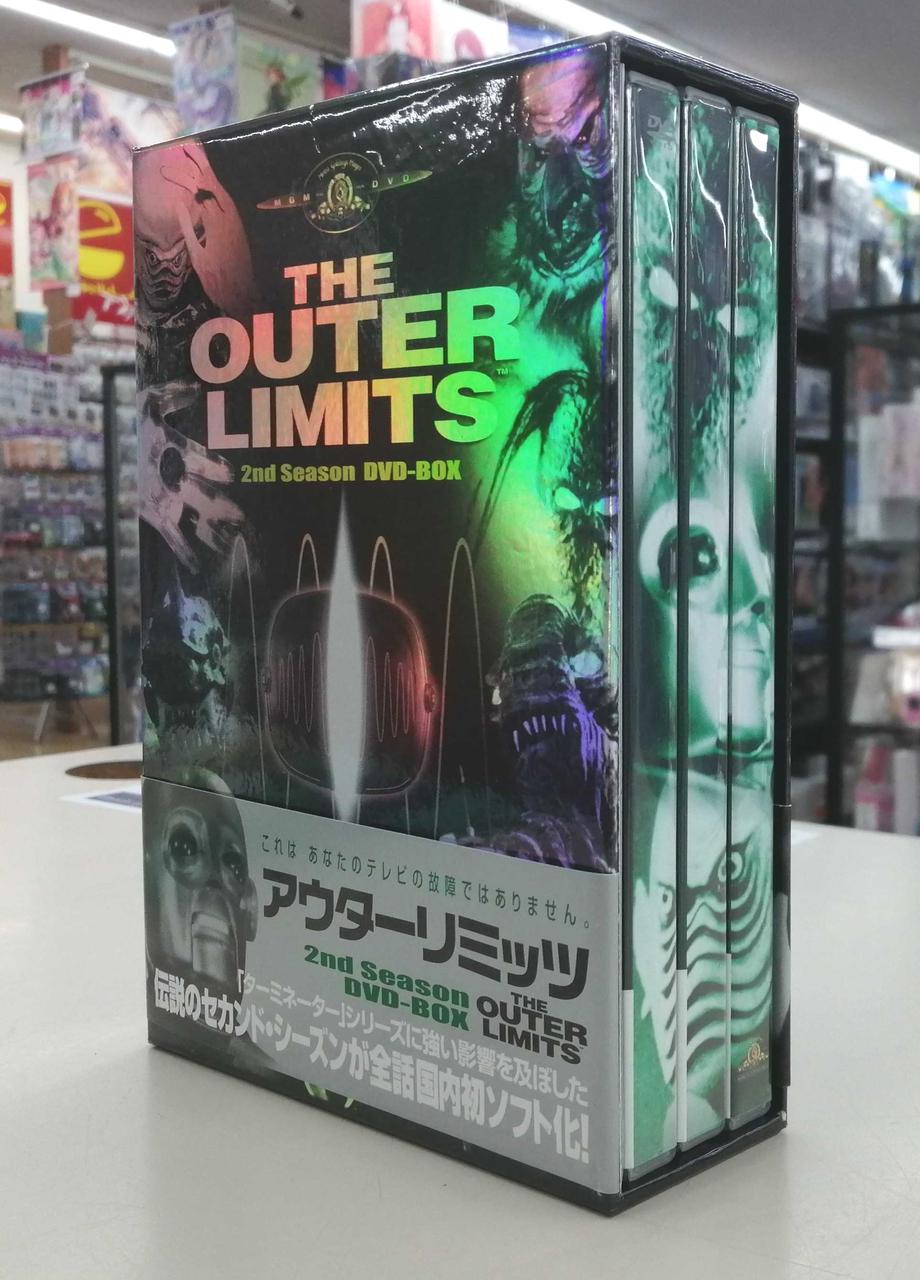 MGM DVD
THE
OUTER
LIMITS™
2nd Season DVD-BOX
これは あなたのテレビの故障ではありません。
アウターリミッツ
2nd Season
DVD-BOX
THE
OUTER
LIMITS
「ターミネーター」シリーズに強い影響を及ぼした
伝説のセカンド・シーズンが全話国内初ソフト化!